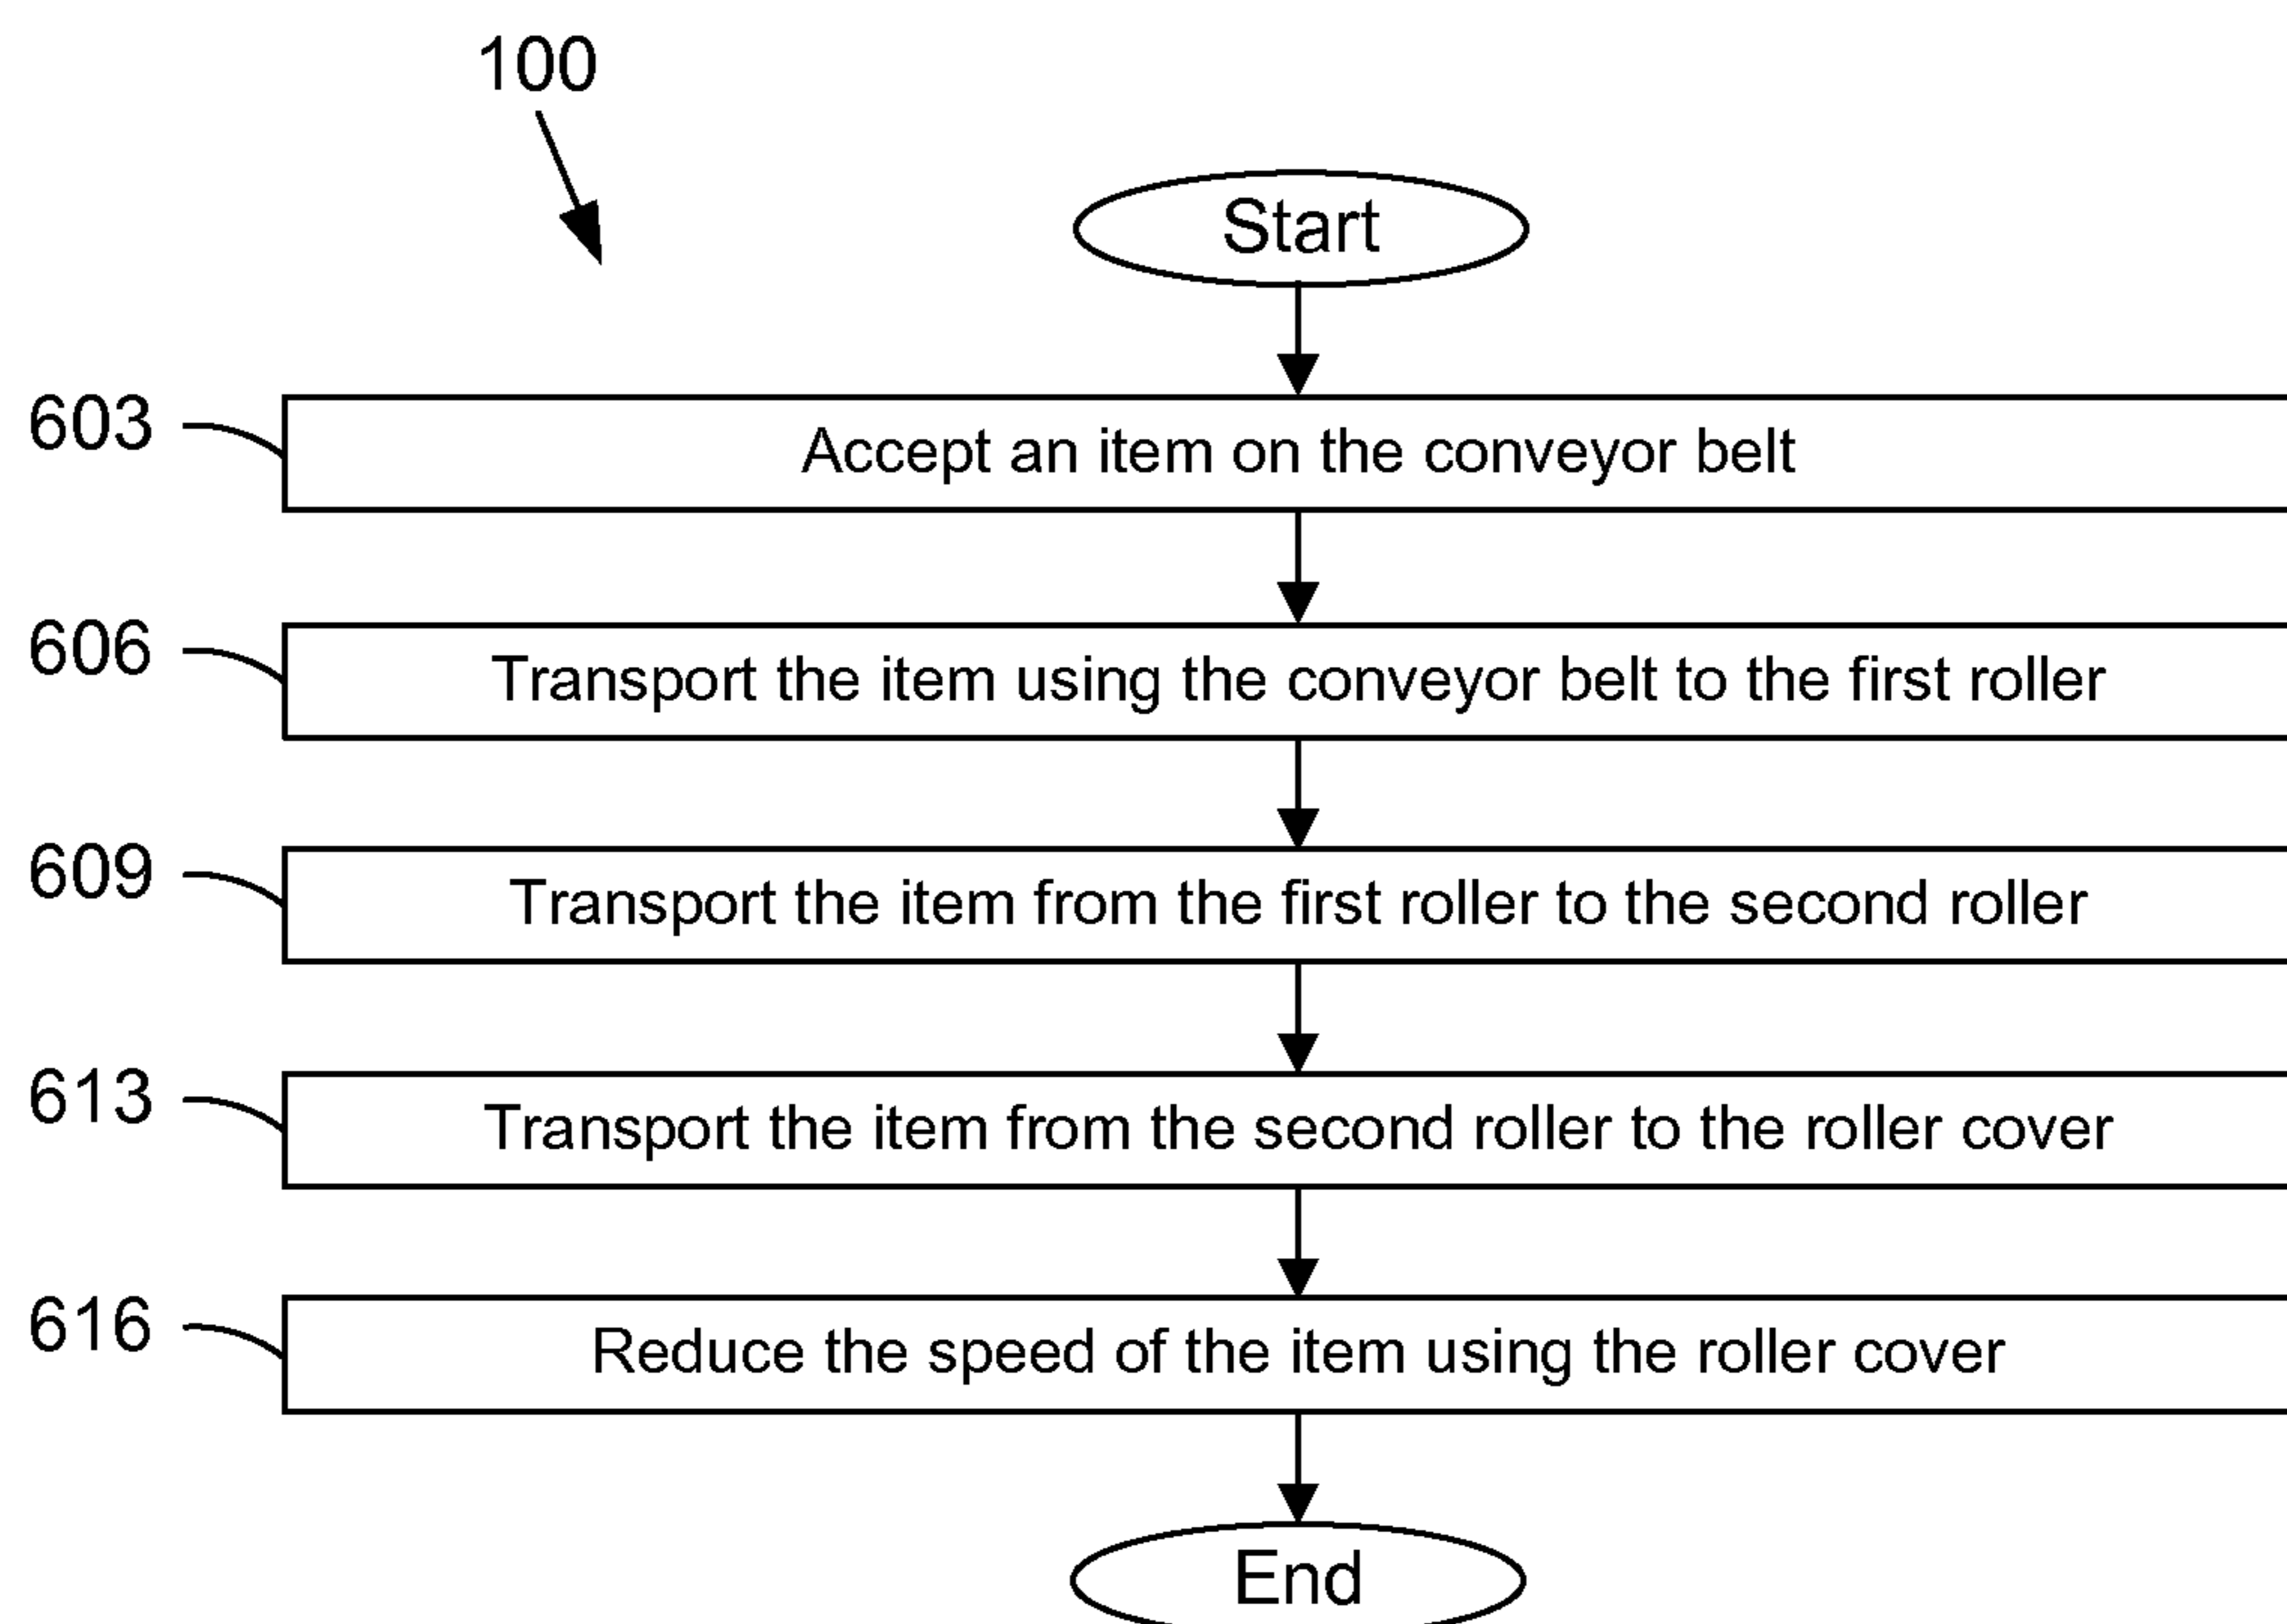 100
Start
603
Accept an item on the conveyor belt
606
Transport the item using the conveyor belt to the first roller
609
Transport the item from the first roller to the second roller
613
Transport the item from the second roller to the roller cover
616
Reduce the speed of the item using the roller cover
End